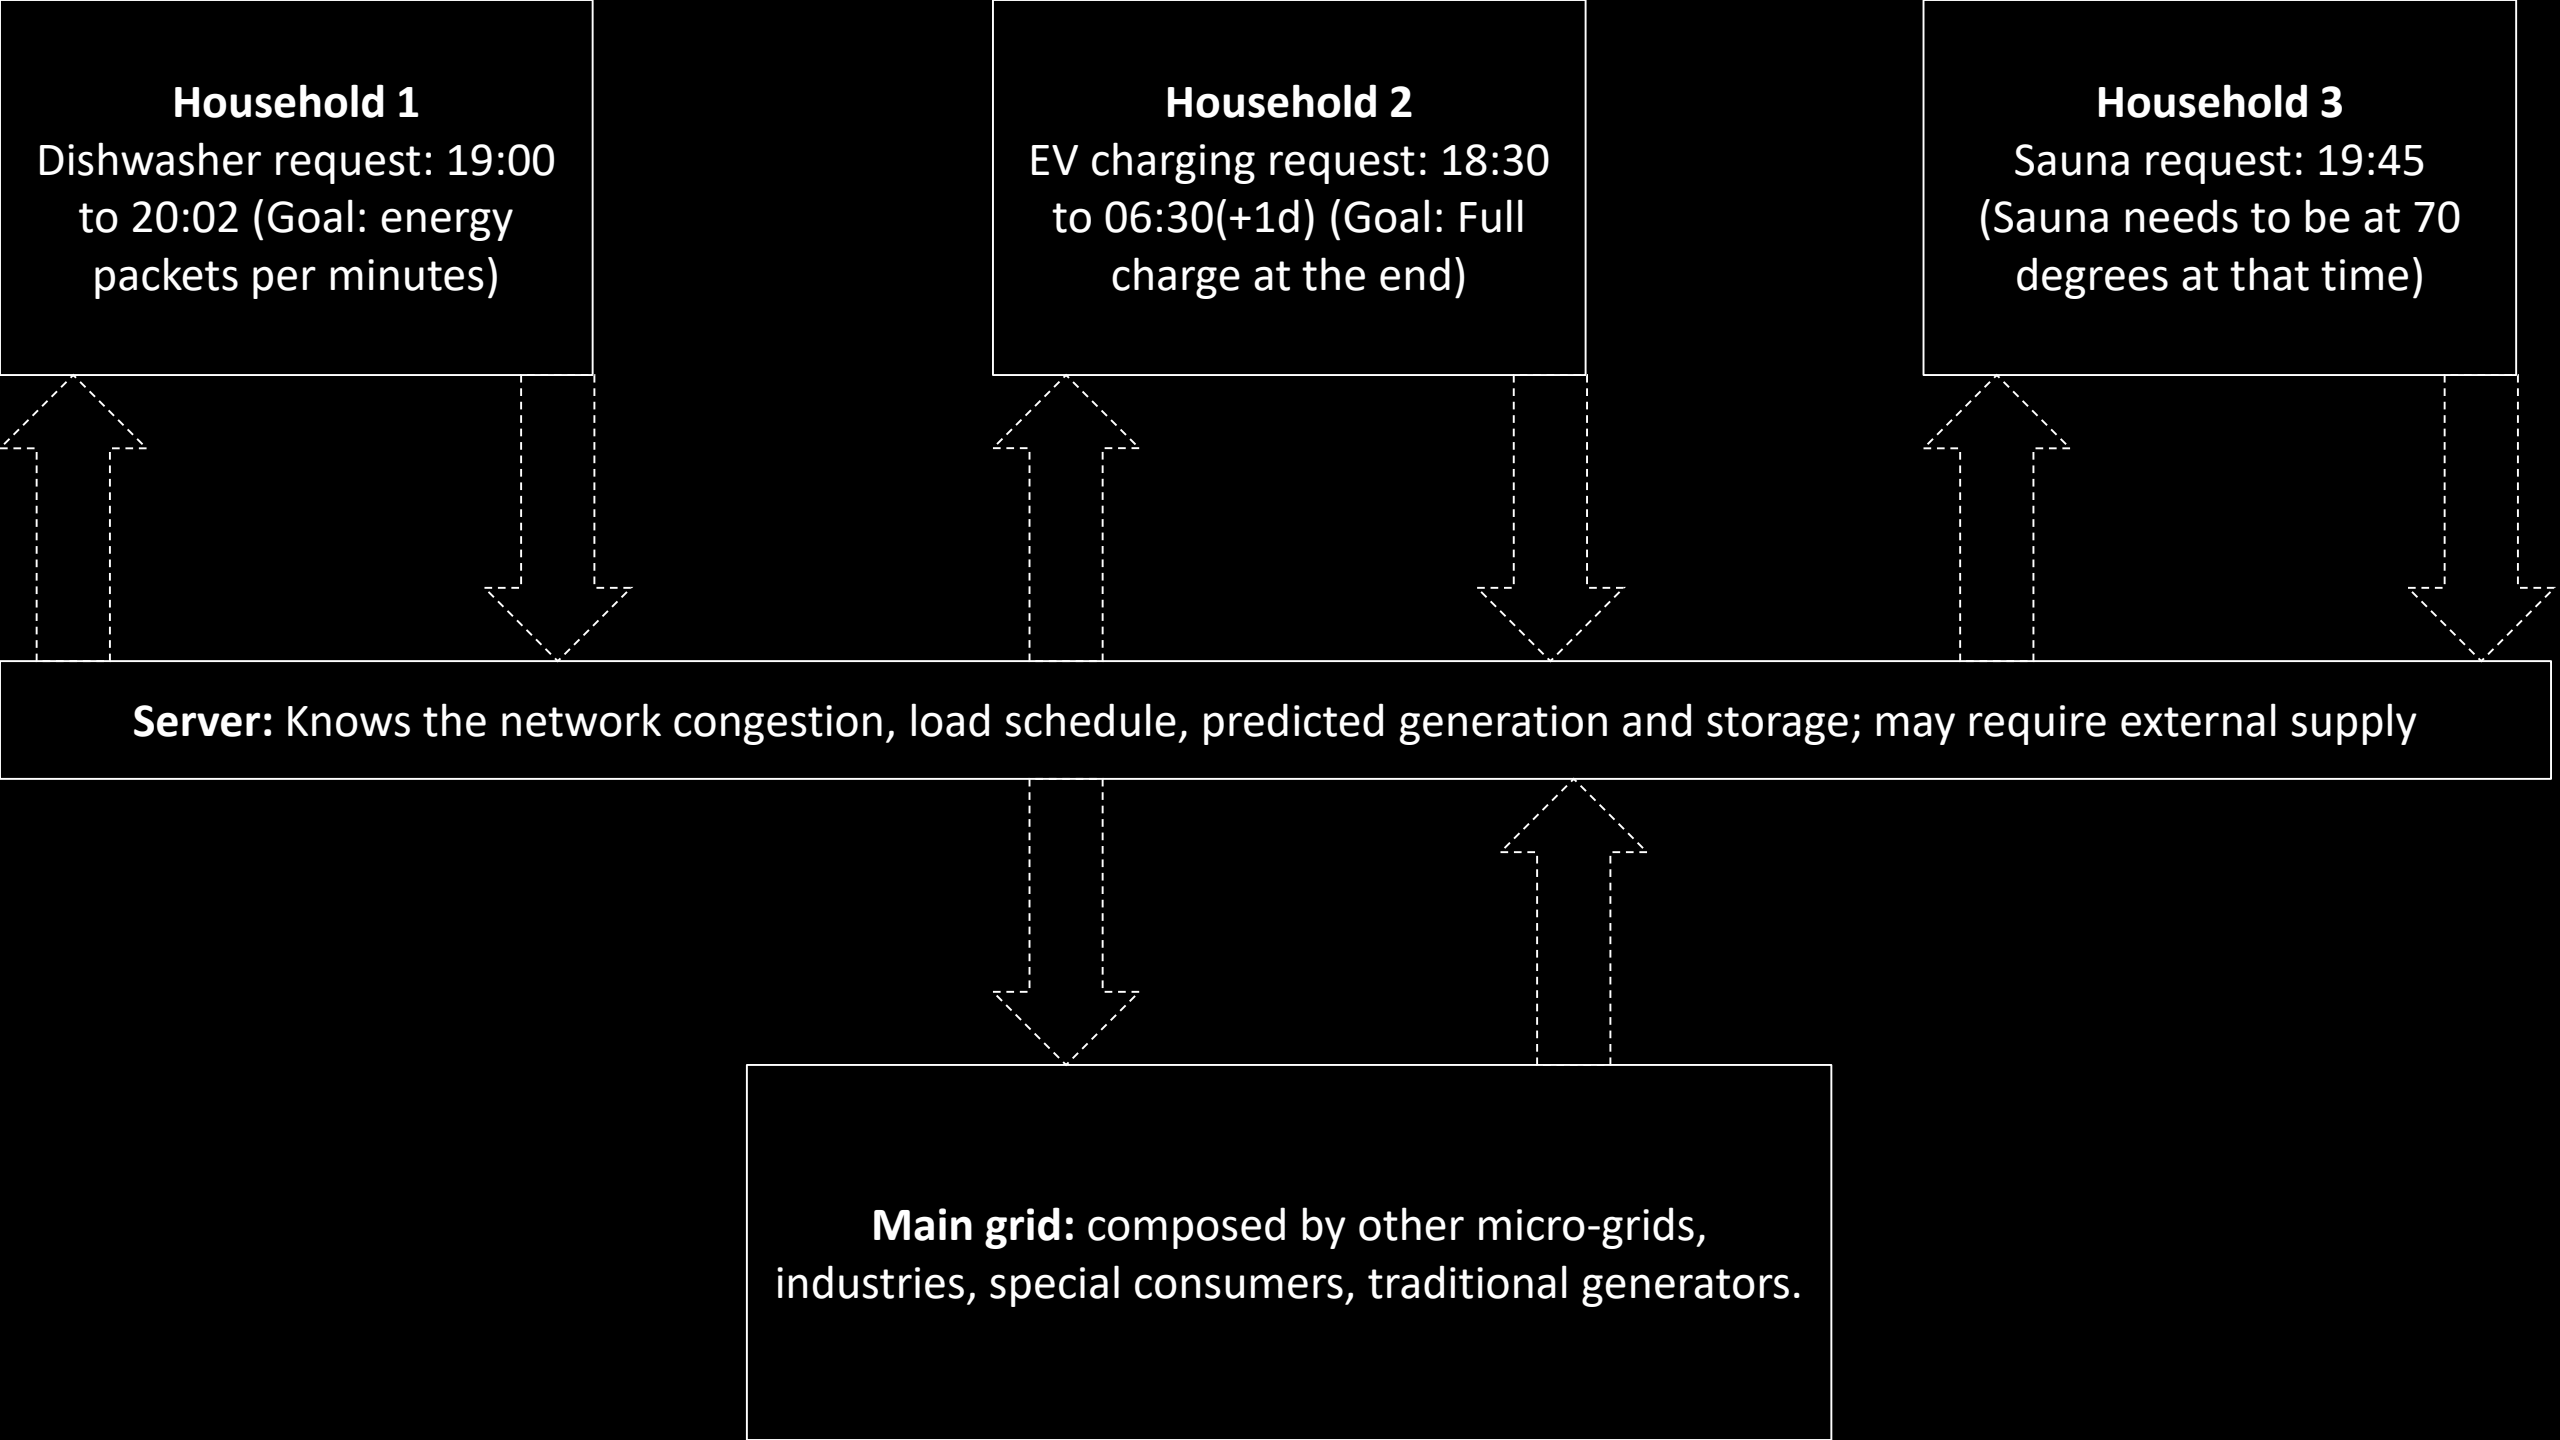 Household 1
Dishwasher request: 19:00
to 20:02 (Goal: energy
packets per minutes)
Household 2
EV charging request: 18:30
to 06:30(+1d) (Goal: Full
charge at the end)
Household 3
Sauna request: 19:45
(Sauna needs to be at 70
degrees at that time)
Server: Knows the network congestion, load schedule, predicted generation and storage; may require external supply
Main grid: composed by other micro-grids,
industries, special consumers, traditional generators.